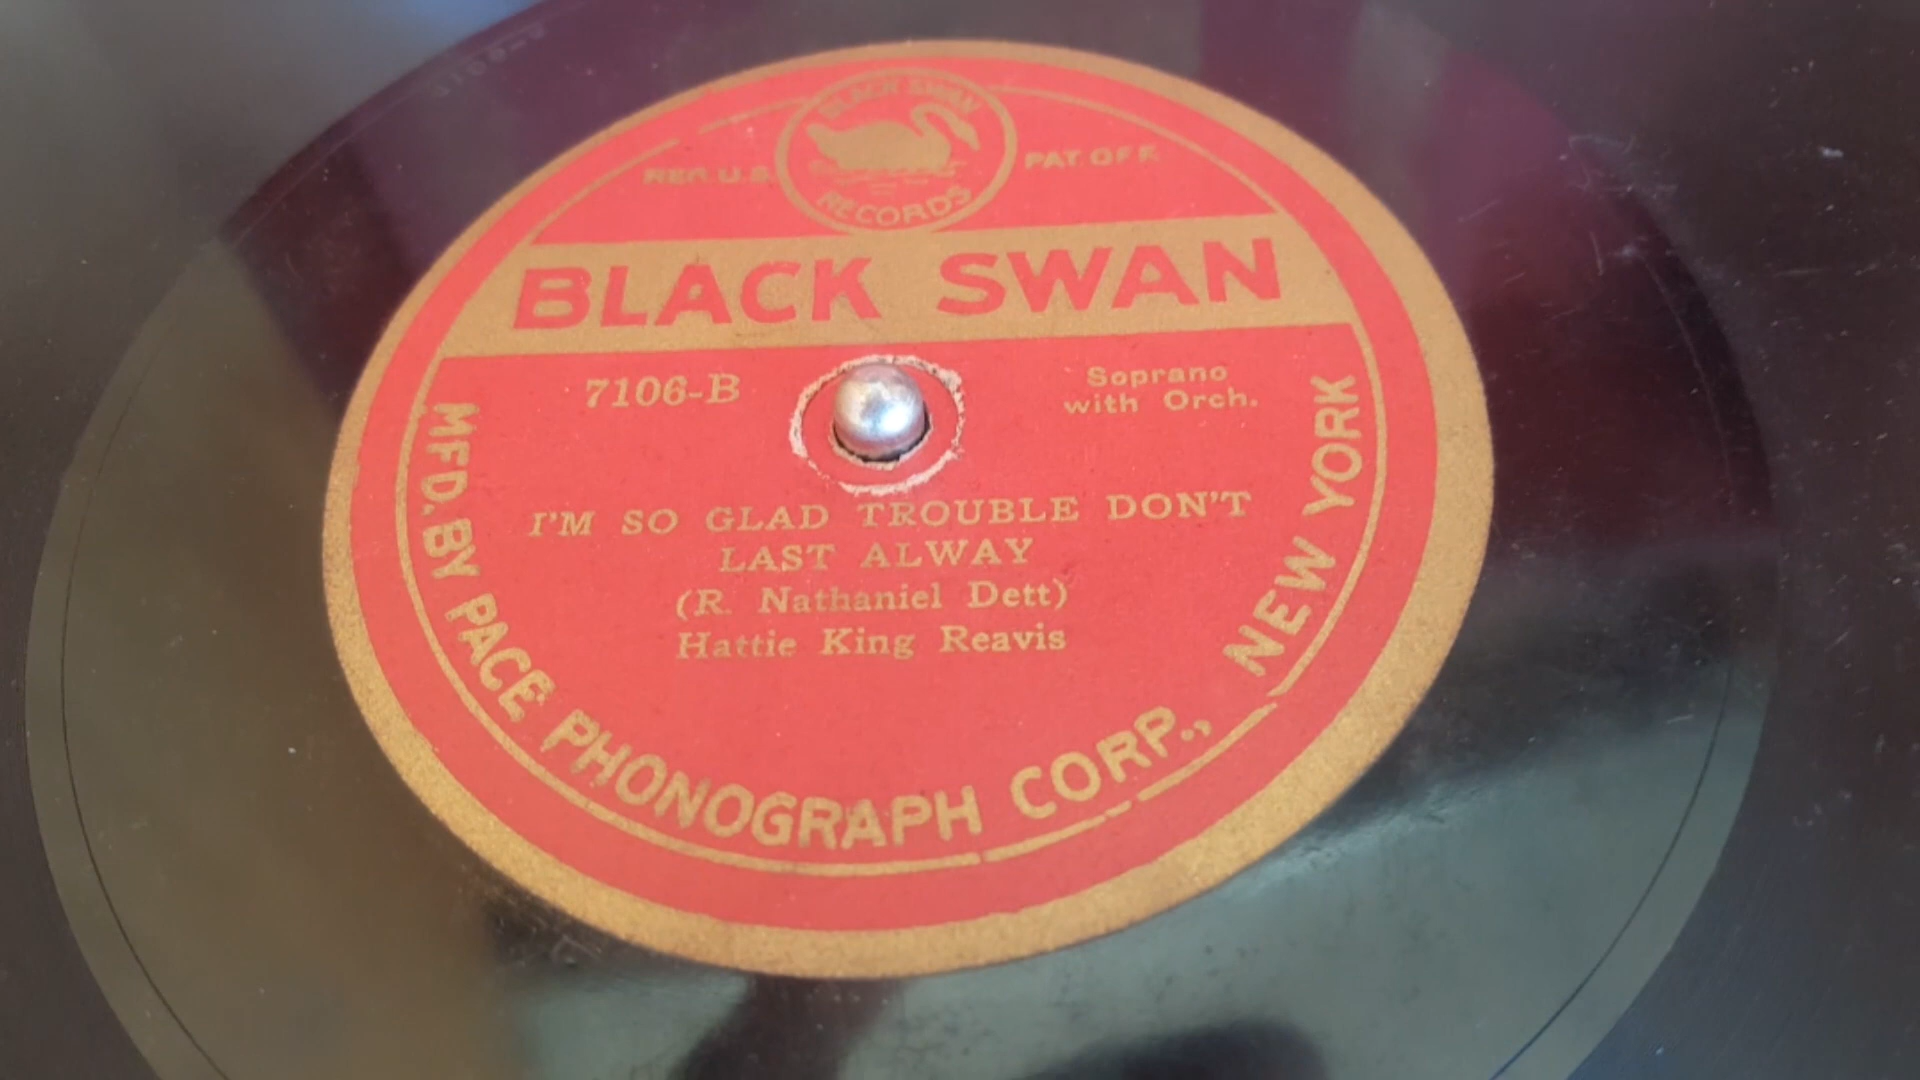 BLACK SWAN
RECORDS
REG. U.S. PAT. OFF.
BLACK SWAN
7106-B
Soprano
with Orch.
I'M SO GLAD TROUBLE DON'T
LAST ALWAY
(R. Nathaniel Dett)
Hattie King Reavis
MFD. BY PACE PHONOGRAPH CORP., NEW YORK